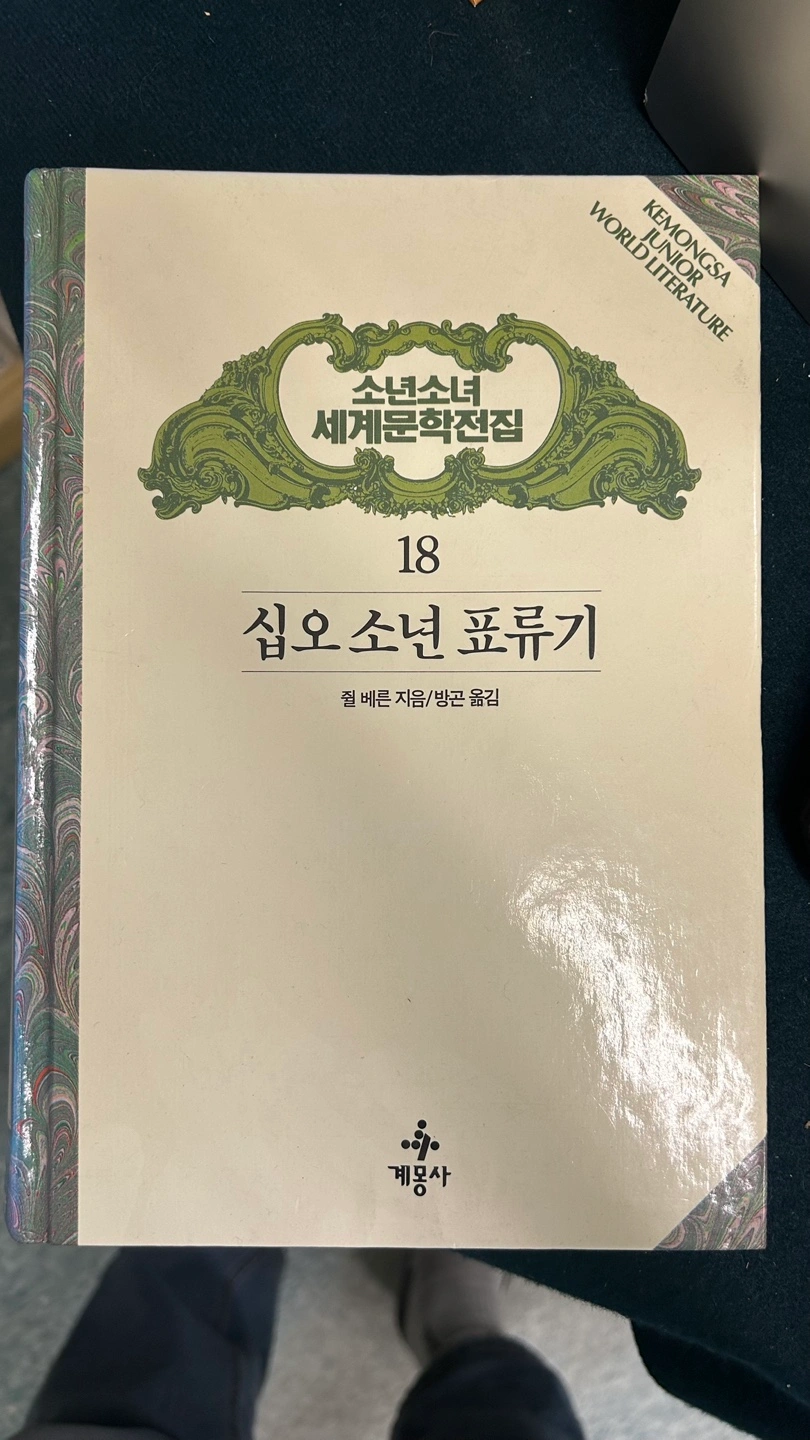 KEMONGSA
JUNIOR
WORLD LITERATURE
소년소녀
세계문학전집
18
십오 소년 표류기
쥘 베른 지음/방곤 옮김
계몽사